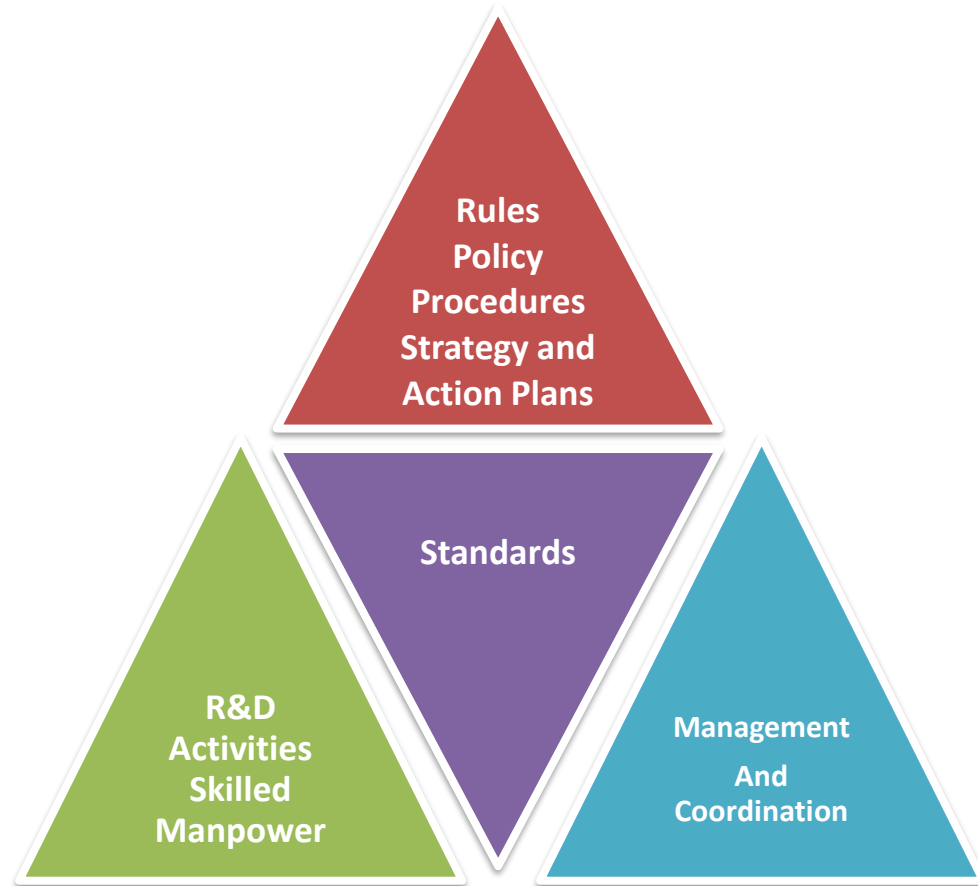 Rules
Policy
Procedures
Strategy and
Action Plans
Standards
R&D
Activities
Skilled
Manpower
Management
And
Coordination